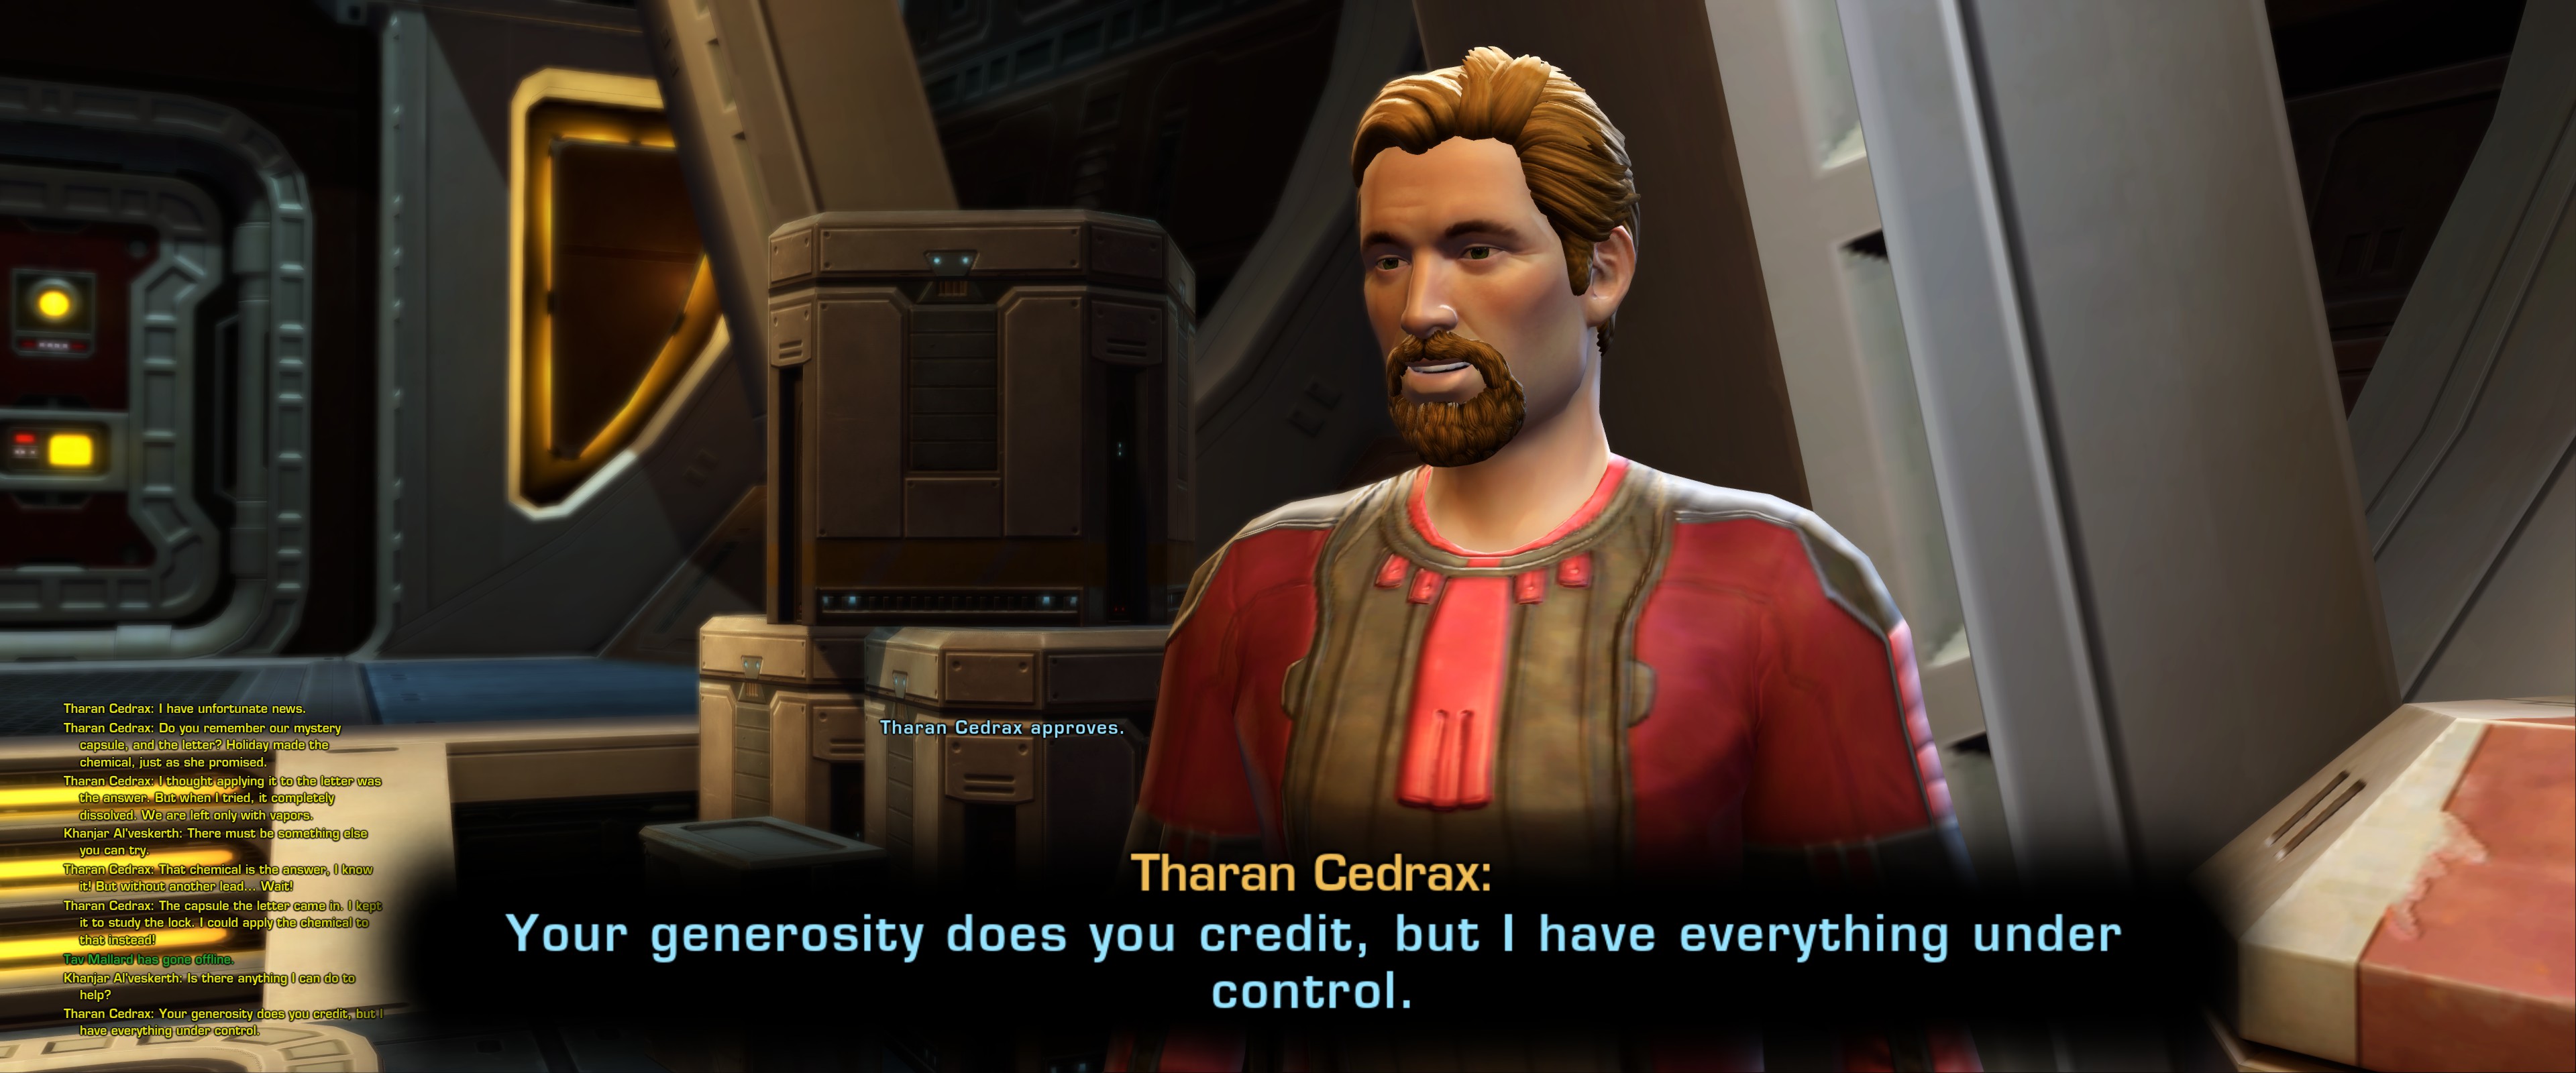 Tharan Cedrax: I have unfortunate news.
Tharan Cedrax: Do you remember our mystery
capsule, and the letter? Holiday made the
chemical, just as she promised.
Tharan Cedrax: I thought applying it to the letter was
the answer. But when I tried, it completely
dissolved. We are left only with vapors.
Khanjar Al'veskerth: There must be something else
you can try.
Tharan Cedrax: That chemical is the answer, I know
it! But without another lead... Wait!
Tharan Cedrax: The capsule the letter came in. I kept
it to study the lock. I could apply the chemical to
that instead!
Tav Mallard has gone offline.
Khanjar Al'veskerth: Is there anything I can do to
help?
Tharan Cedrax: Your generosity does you credit, but I
have everything under control.
Tharan Cedrax approves.
Tharan Cedrax:
Your generosity does you credit, but I have everything under
control.